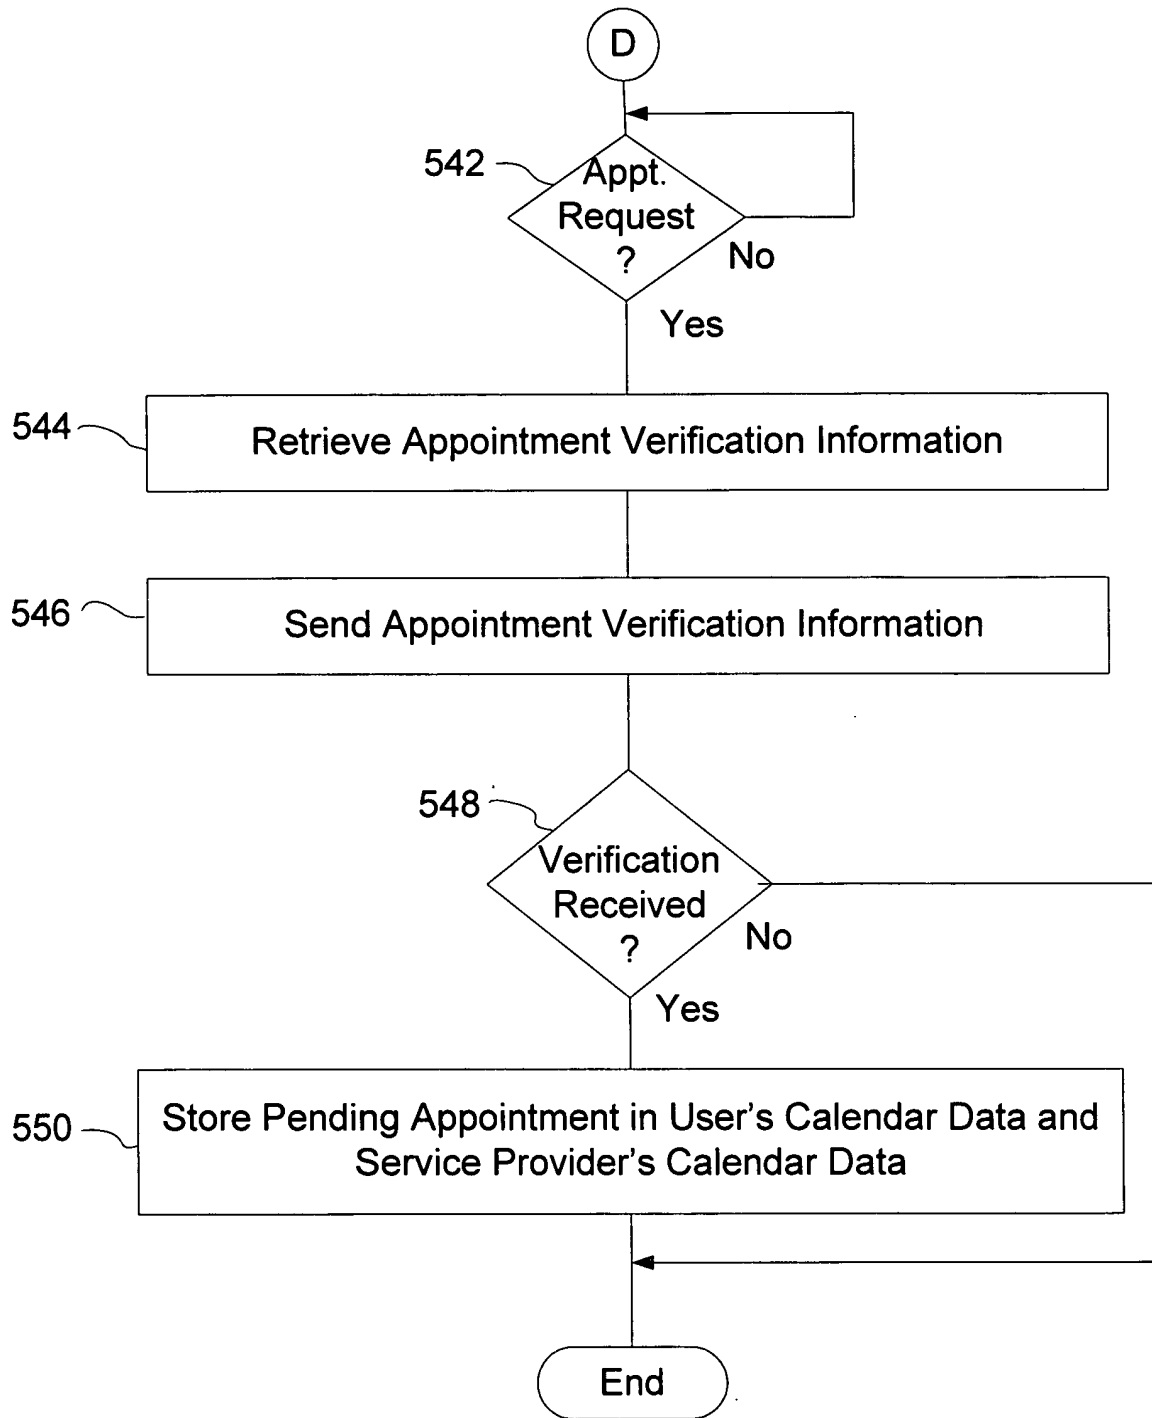 D
542
Appt.
Request
?
No
Yes
544
Retrieve Appointment Verification Information
546
Send Appointment Verification Information
548
Verification
Received
?
No
Yes
550
Store Pending Appointment in User's Calendar Data and
Service Provider's Calendar Data
End